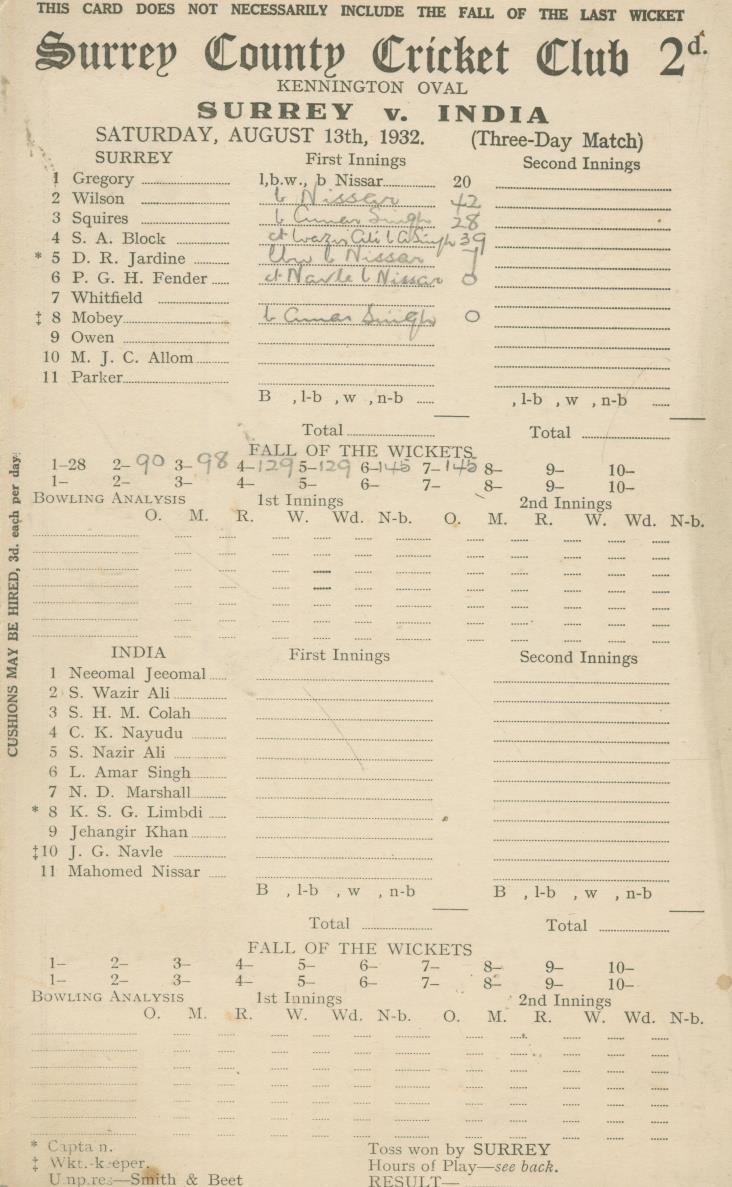 THIS CARD DOES NOT NECESSARILY INCLUDE THE FALL OF THE LAST WICKET
Surrey County Cricket Club 2d.
KENNINGTON OVAL
SURREY v. INDIA
SATURDAY, AUGUST 13th, 1932. (Three-Day Match)
SURREY First Innings Second Innings
1 Gregory l,b.w., b Nissar 20
2 Wilson b Nissar 42
3 Squires b Amar Singh 28
4 S. A. Block ct Wazir Ali b A Singh 39
* 5 D. R. Jardine lbw b Nissar
6 P. G. H. Fender ct Navle b Nissar 0
7 Whitfield
‡ 8 Mobey b Amar Singh 0
9 Owen
10 M. J. C. Allom
11 Parker
B , l-b , w , n-b , l-b , w , n-b
Total Total
FALL OF THE WICKETS
1–28 2–90 3–98 4–129 5–129 6–145 7–145 8– 9– 10–
1– 2– 3– 4– 5– 6– 7– 8– 9– 10–
BOWLING ANALYSIS 1st Innings 2nd Innings
O. M. R. W. Wd. N-b. O. M. R. W. Wd. N-b.
INDIA First Innings Second Innings
1 Neeomal Jeeomal
2 S. Wazir Ali
3 S. H. M. Colah
4 C. K. Nayudu
5 S. Nazir Ali
6 L. Amar Singh
7 N. D. Marshall
* 8 K. S. G. Limbdi
9 Jehangir Khan
‡10 J. G. Navle
11 Mahomed Nissar
B , l-b , w , n-b B , l-b , w , n-b
Total Total
FALL OF THE WICKETS
1– 2– 3– 4– 5– 6– 7– 8– 9– 10–
1– 2– 3– 4– 5– 6– 7– 8– 9– 10–
BOWLING ANALYSIS 1st Innings 2nd Innings
O. M. R. W. Wd. N-b. O. M. R. W. Wd. N-b.
* Captain. Toss won by SURREY
‡ Wkt.-keeper. Hours of Play—see back.
Umpires—Smith & Beet RESULT—
CUSHIONS MAY BE HIRED, 3d. each per day.